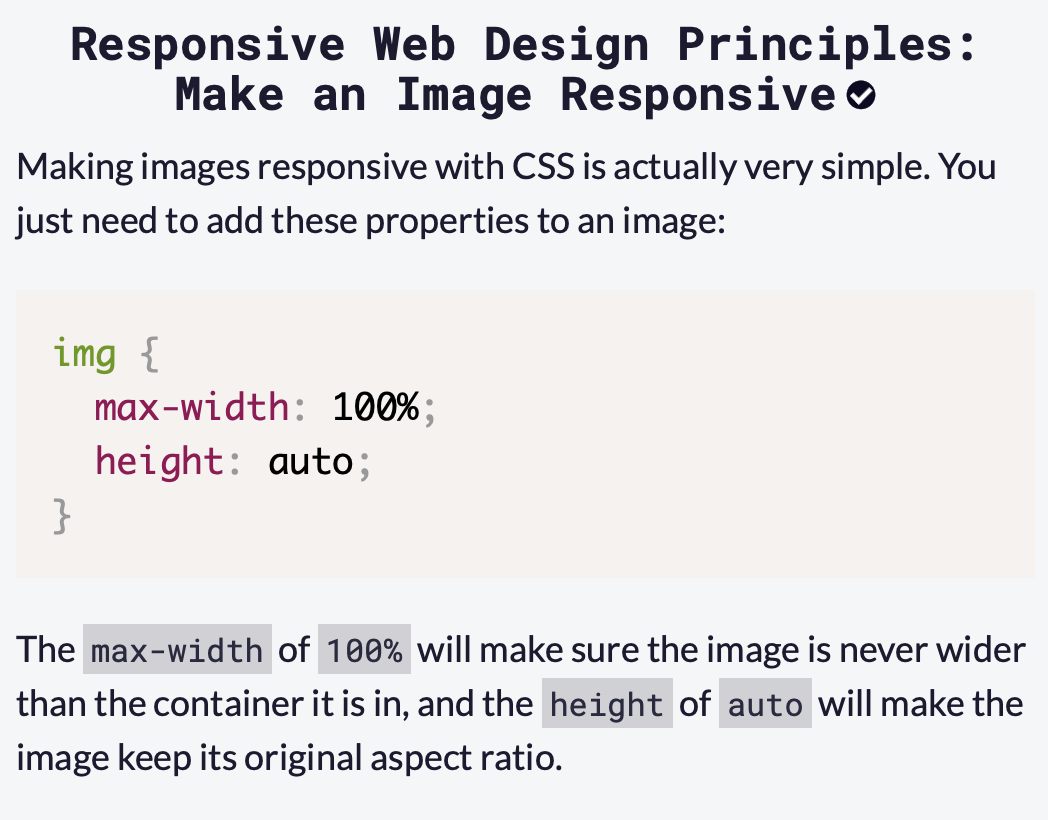 Responsive Web Design Principles:
Make an Image Responsive
Making images responsive with CSS is actually very simple. You
just need to add these properties to an image:
img {
  max-width: 100%;
  height: auto;
}
The max-width of 100% will make sure the image is never wider
than the container it is in, and the height of auto will make the
image keep its original aspect ratio.